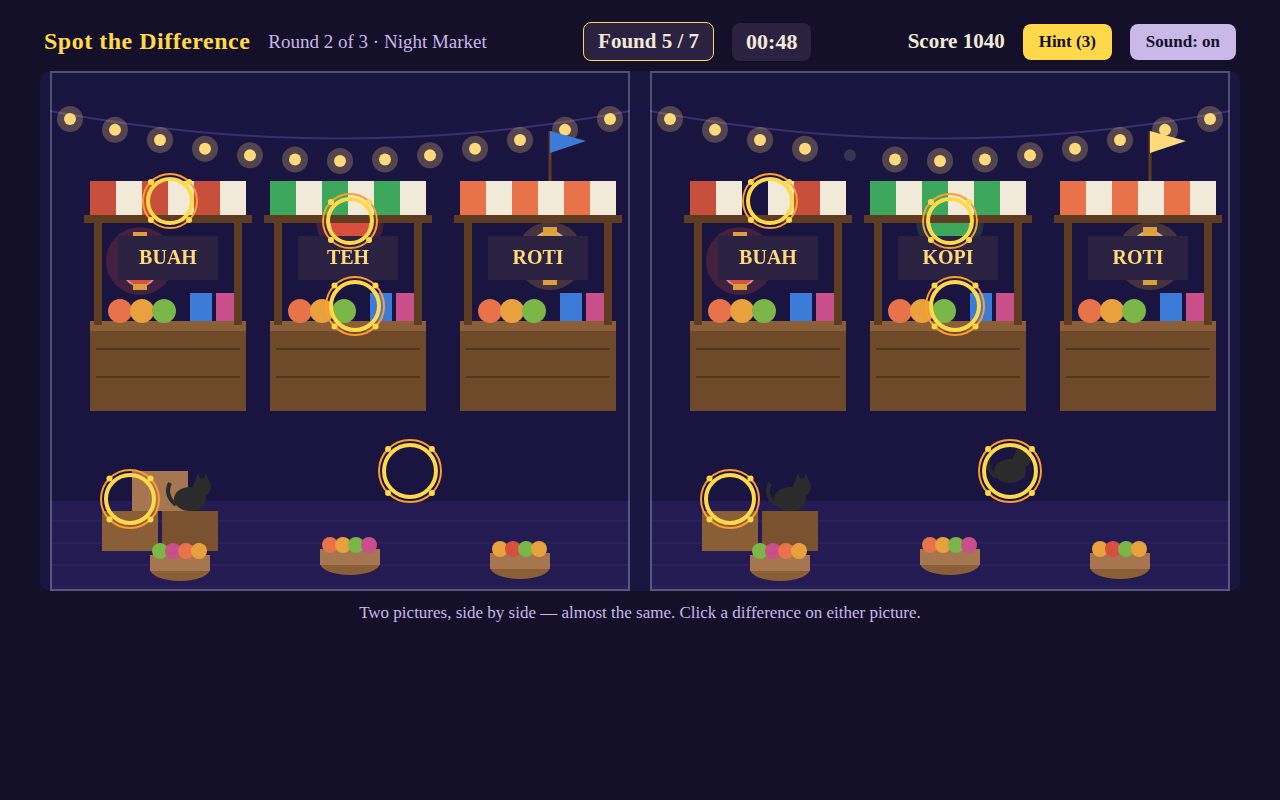 Spot the Difference Round 2 of 3 · Night Market Found 5 / 7 00:48 Score 1040 Hint (3) Sound: on
BUAH TEH ROTI BUAH KOPI ROTI
Two pictures, side by side — almost the same. Click a difference on either picture.